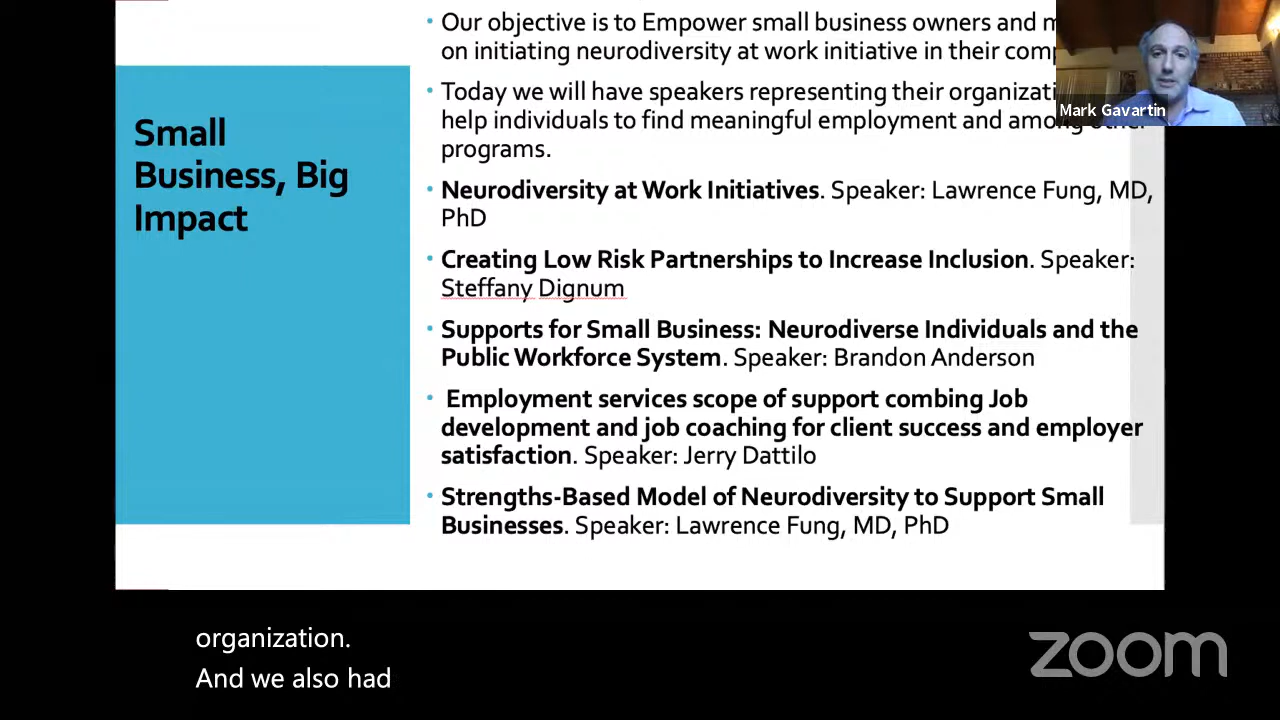 Small
Business, Big
Impact
• Our objective is to Empower small business owners and
on initiating neurodiversity at work initiative in their
• Today we will have speakers representing their
help individuals to find meaningful employment and among other
programs.
• Neurodiversity at Work Initiatives. Speaker: Lawrence Fung, MD,
PhD
• Creating Low Risk Partnerships to Increase Inclusion. Speaker:
Steffany Dignum
• Supports for Small Business: Neurodiverse Individuals and the
Public Workforce System. Speaker: Brandon Anderson
• Employment services scope of support combing Job
development and job coaching for client success and employer
satisfaction. Speaker: Jerry Dattilo
• Strengths-Based Model of Neurodiversity to Support Small
Businesses. Speaker: Lawrence Fung, MD, PhD
Mark Gavartin
organization.
And we also had
zoom